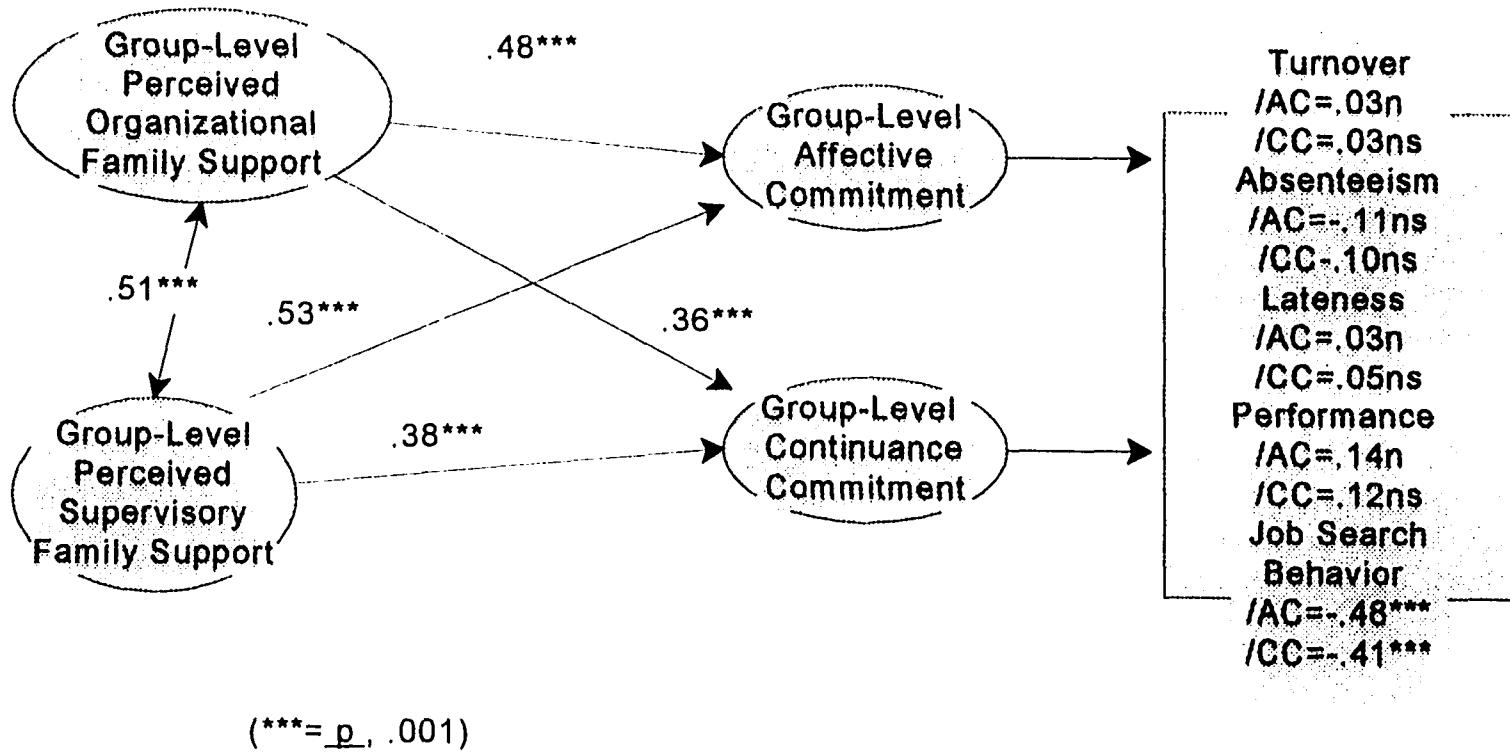 Group-Level
Perceived
Organizational
Family Support
.48***
Group-Level
Affective
Commitment
.51***
.53***
.36***
Group-Level
Perceived
Supervisory
Family Support
.38***
Group-Level
Continuance
Commitment
Turnover
/AC=.03n
/CC=.03ns
Absenteeism
/AC=-.11ns
/CC-.10ns
Lateness
/AC=.03n
/CC=.05ns
Performance
/AC=.14n
/CC=.12ns
Job Search
Behavior
/AC=-.48***
/CC=-.41***
(***= p, .001)